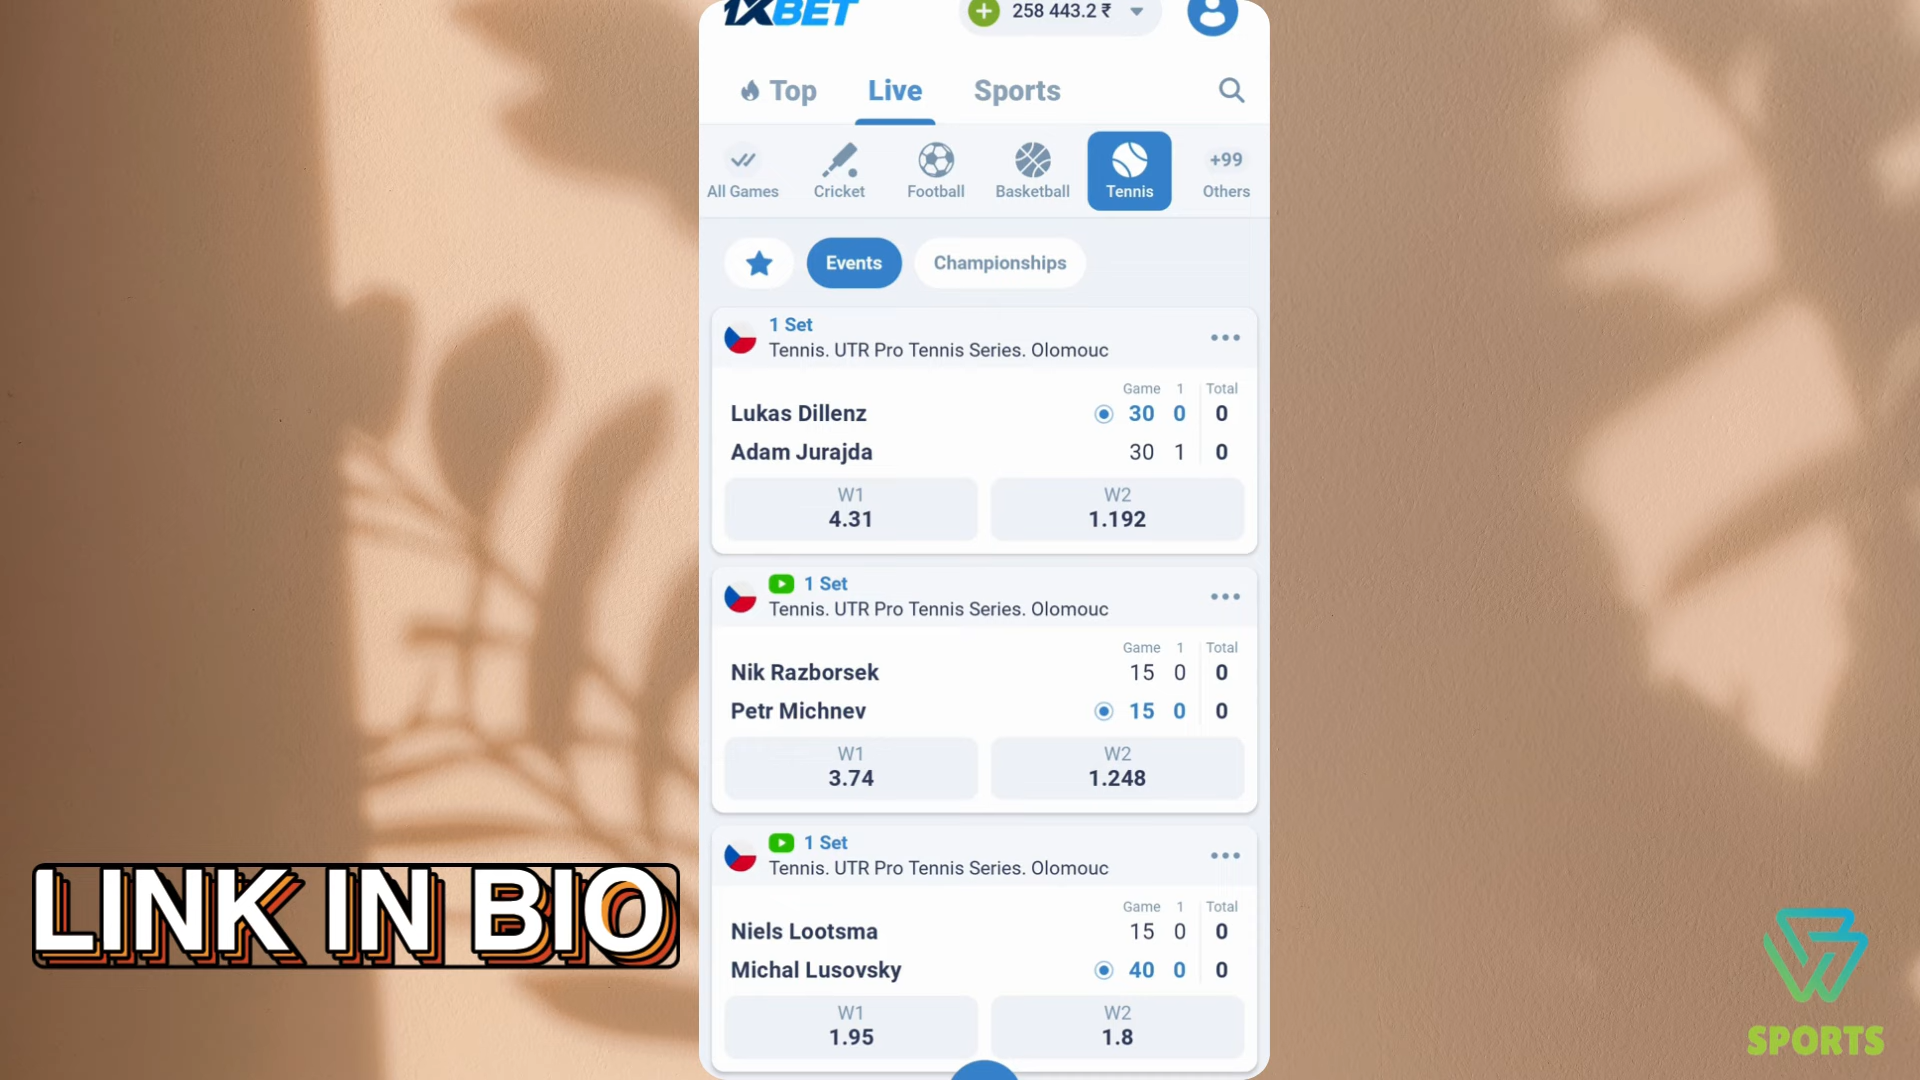 1XBET
258 443.2 ₹
Top
Live
Sports
All Games
Cricket
Football
Basketball
Tennis
+99
Others
Events
Championships
1 Set
Tennis. UTR Pro Tennis Series. Olomouc
Game 1 Total
Lukas Dillenz 30 0 0
Adam Jurajda 30 1 0
W1
4.31
W2
1.192
1 Set
Tennis. UTR Pro Tennis Series. Olomouc
Game 1 Total
Nik Razborsek 15 0 0
Petr Michnev 15 0 0
W1
3.74
W2
1.248
1 Set
Tennis. UTR Pro Tennis Series. Olomouc
Game 1 Total
Niels Lootsma 15 0 0
Michal Lusovsky 40 0 0
W1
1.95
W2
1.8
LINK IN BIO
SPORTS